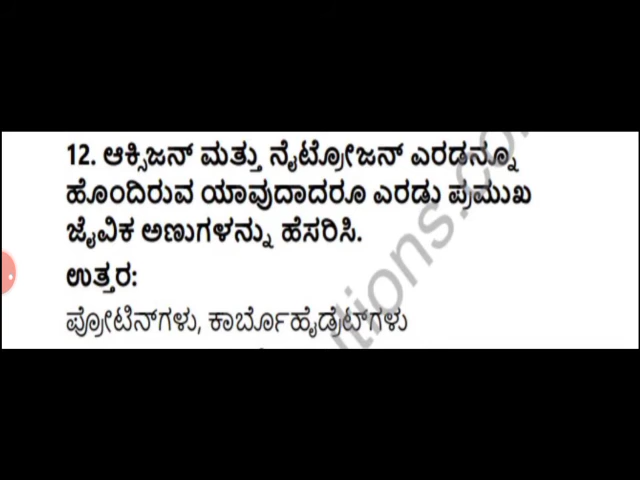 12. ಆಕ್ಸಿಜನ್ ಮತ್ತು ನೈಟ್ರೋಜನ್ ಎರಡನ್ನೂ
ಹೊಂದಿರುವ ಯಾವುದಾದರೂ ಎರಡು ಪ್ರಮುಖ
ಜೈವಿಕ ಅಣುಗಳನ್ನು ಹೆಸರಿಸಿ.
ಉತ್ತರ:
ಪ್ರೋಟಿನ್‌ಗಳು, ಕಾರ್ಬೊಹೈಡ್ರೆಟ್‌ಗಳು